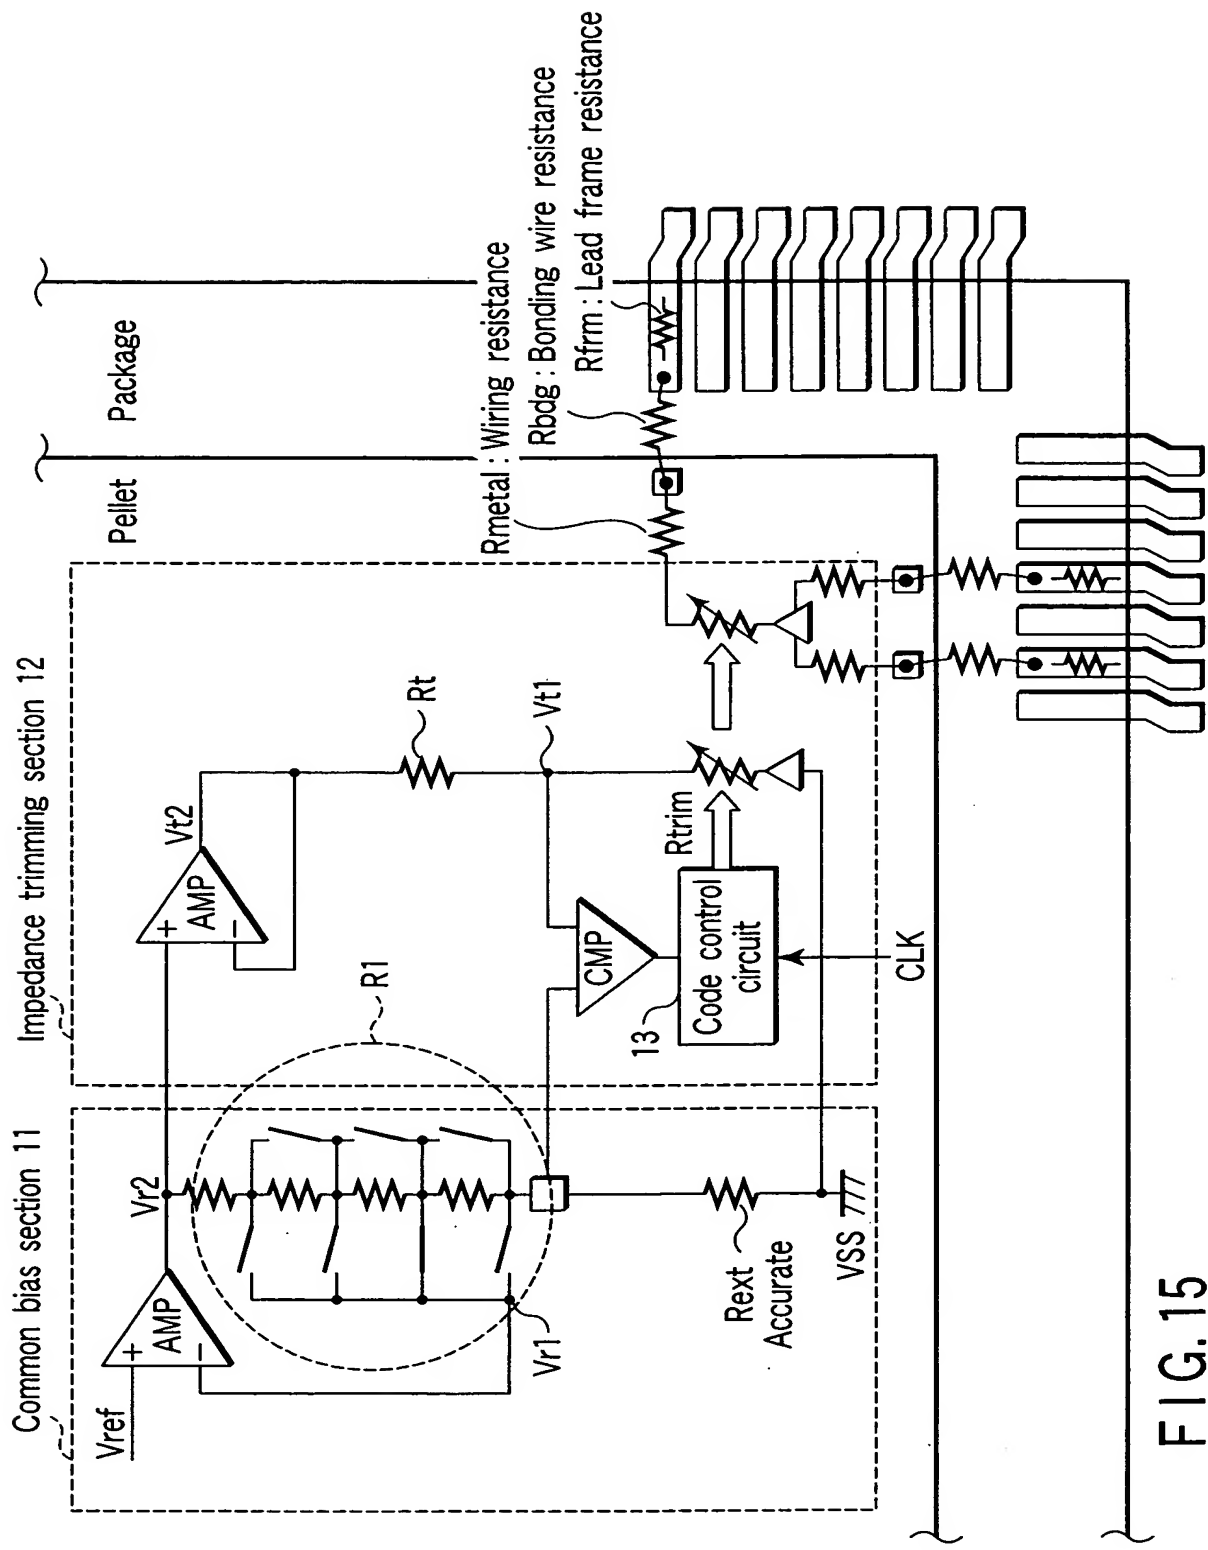 Common bias section 11
Impedance trimming section 12
Pellet
Package
Vref
+
AMP
−
Vr2
R1
Vr1
Rext
Accurate
VSS
+
AMP
−
Vt2
Rt
Vt1
CMP
13
Code control
circuit
Rtrim
CLK
Rmetal : Wiring resistance
Rbdg : Bonding wire resistance
Rfrm : Lead frame resistance
FIG. 15